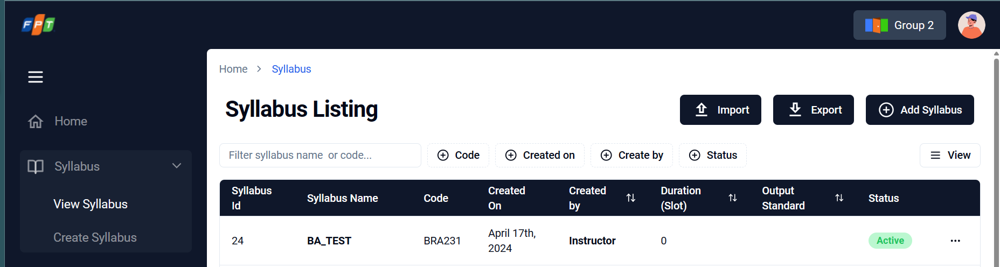 FPT
Group 2
Home
Syllabus
View Syllabus
Create Syllabus
Home > Syllabus
Syllabus Listing
Import
Export
Add Syllabus
Filter syllabus name or code...
Code
Created on
Create by
Status
View
Syllabus Id
Syllabus Name
Code
Created On
Created by
Duration (Slot)
Output Standard
Status
24
BA_TEST
BRA231
April 17th, 2024
Instructor
0
Active